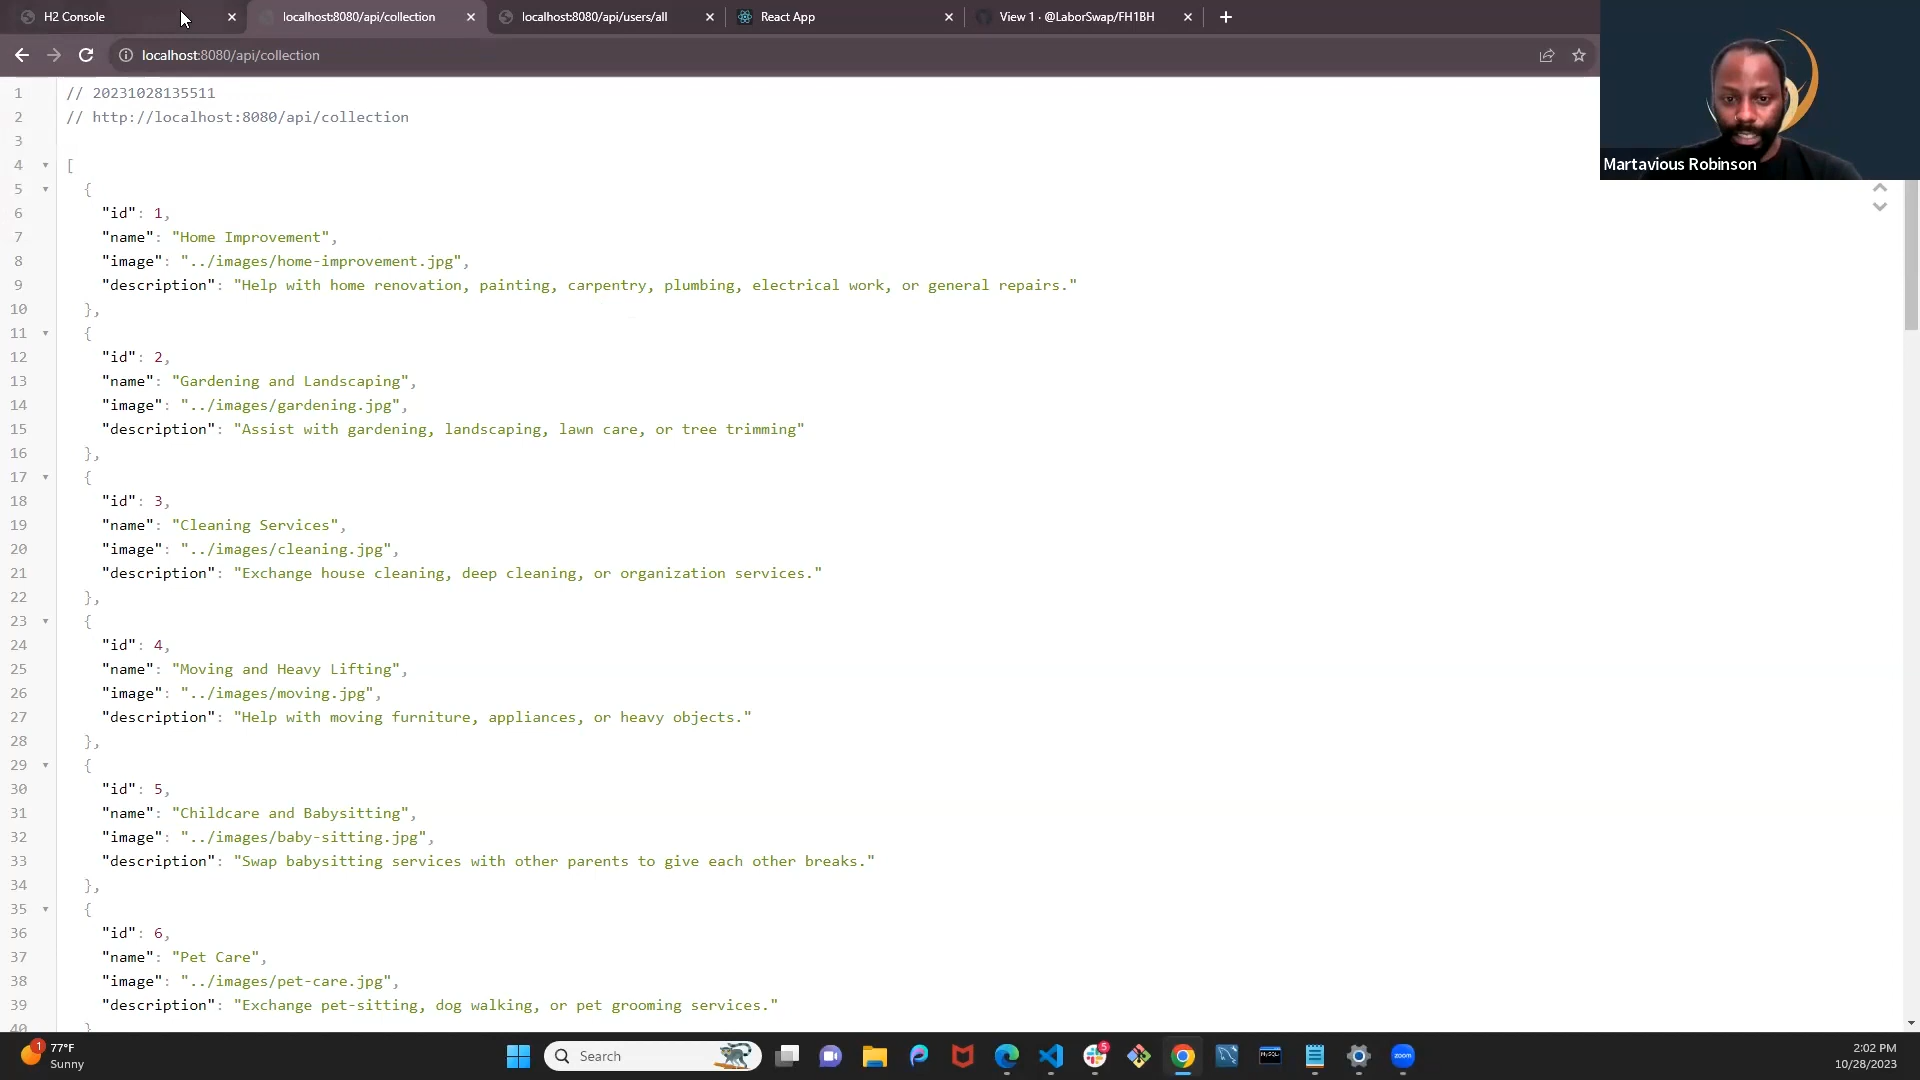 H2 Console
localhost:8080/api/collection
localhost:8080/api/users/all
React App
View 1 · @LaborSwap/FH1BH
localhost:8080/api/collection
Martavious Robinson
1 // 20231028135511
2 // http://localhost:8080/api/collection
3
4 [
5 {
6 "id": 1,
7 "name": "Home Improvement",
8 "image": "../images/home-improvement.jpg",
9 "description": "Help with home renovation, painting, carpentry, plumbing, electrical work, or general repairs."
10 },
11 {
12 "id": 2,
13 "name": "Gardening and Landscaping",
14 "image": "../images/gardening.jpg",
15 "description": "Assist with gardening, landscaping, lawn care, or tree trimming"
16 },
17 {
18 "id": 3,
19 "name": "Cleaning Services",
20 "image": "../images/cleaning.jpg",
21 "description": "Exchange house cleaning, deep cleaning, or organization services."
22 },
23 {
24 "id": 4,
25 "name": "Moving and Heavy Lifting",
26 "image": "../images/moving.jpg",
27 "description": "Help with moving furniture, appliances, or heavy objects."
28 },
29 {
30 "id": 5,
31 "name": "Childcare and Babysitting",
32 "image": "../images/baby-sitting.jpg",
33 "description": "Swap babysitting services with other parents to give each other breaks."
34 },
35 {
36 "id": 6,
37 "name": "Pet Care",
38 "image": "../images/pet-care.jpg",
39 "description": "Exchange pet-sitting, dog walking, or pet grooming services."
40 }
1
77°F
Sunny
Search
5
MySQL
zoom
2:02 PM
10/28/2023